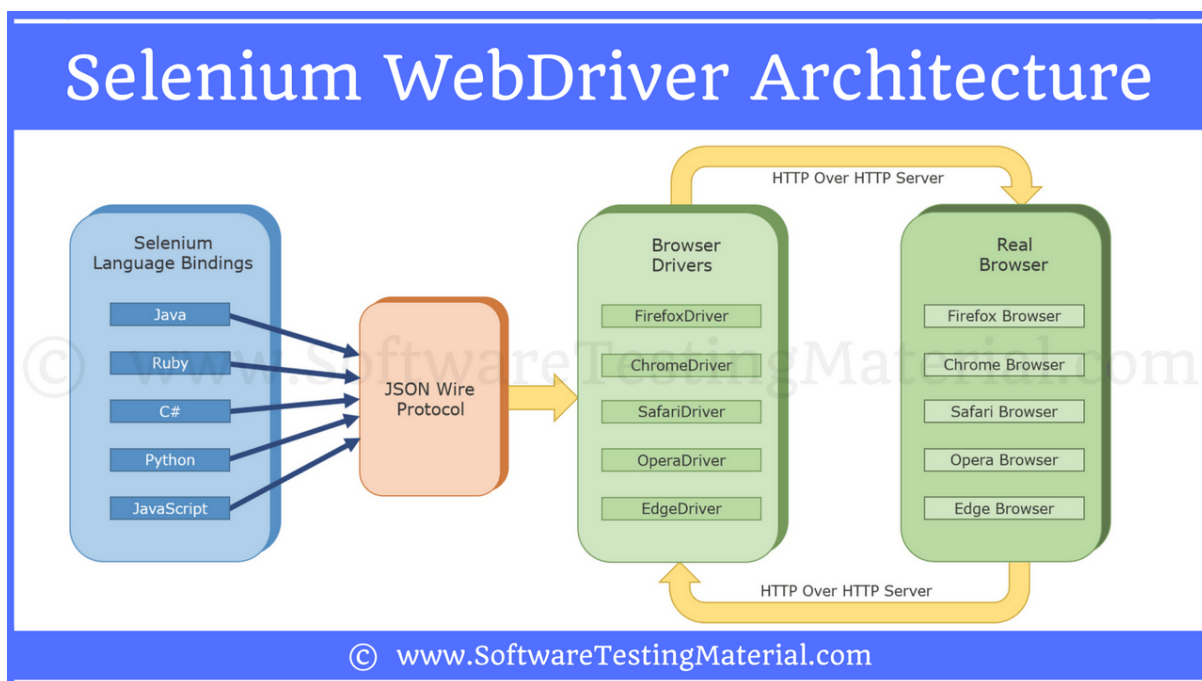 Selenium WebDriver Architecture
HTTP Over HTTP Server
Selenium
Language Bindings
Java
Ruby
C#
Python
JavaScript
JSON Wire
Protocol
Browser
Drivers
FirefoxDriver
ChromeDriver
SafariDriver
OperaDriver
EdgeDriver
Real
Browser
Firefox Browser
Chrome Browser
Safari Browser
Opera Browser
Edge Browser
© www.SoftwareTestingMaterial.com
HTTP Over HTTP Server
© www.SoftwareTestingMaterial.com